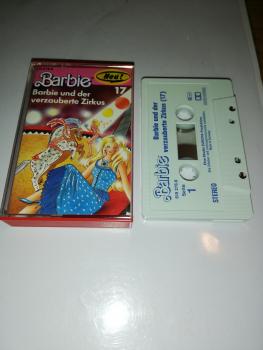 Barbie
Neu!
Barbie und der
verzauberte Zirkus
17
Barbie und der
verzauberte Zirkus (17)
Barbie
Seite
1
STEREO